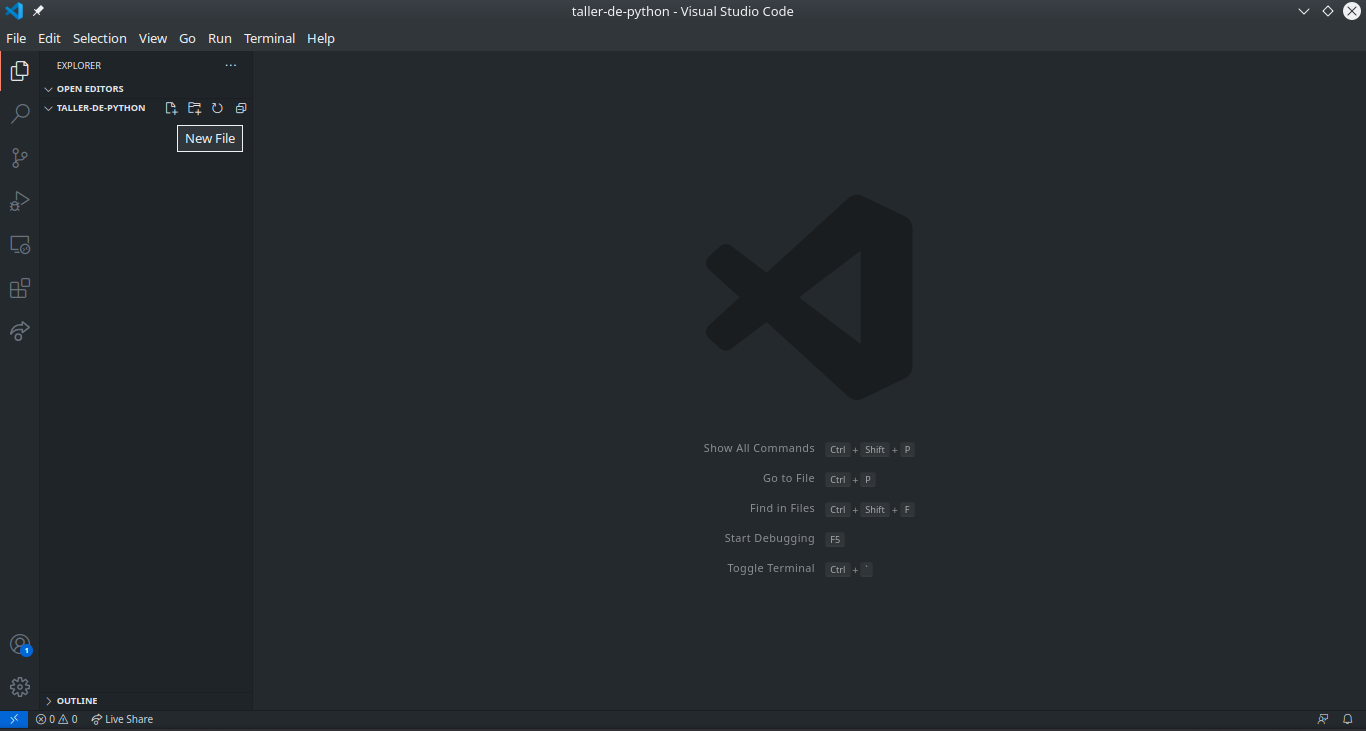 taller-de-python - Visual Studio Code
File Edit Selection View Go Run Terminal Help
EXPLORER
OPEN EDITORS
TALLER-DE-PYTHON
New File
Show All Commands Ctrl + Shift + P
Go to File Ctrl + P
Find in Files Ctrl + Shift + F
Start Debugging F5
Toggle Terminal Ctrl + `
1
OUTLINE
0 0 Live Share